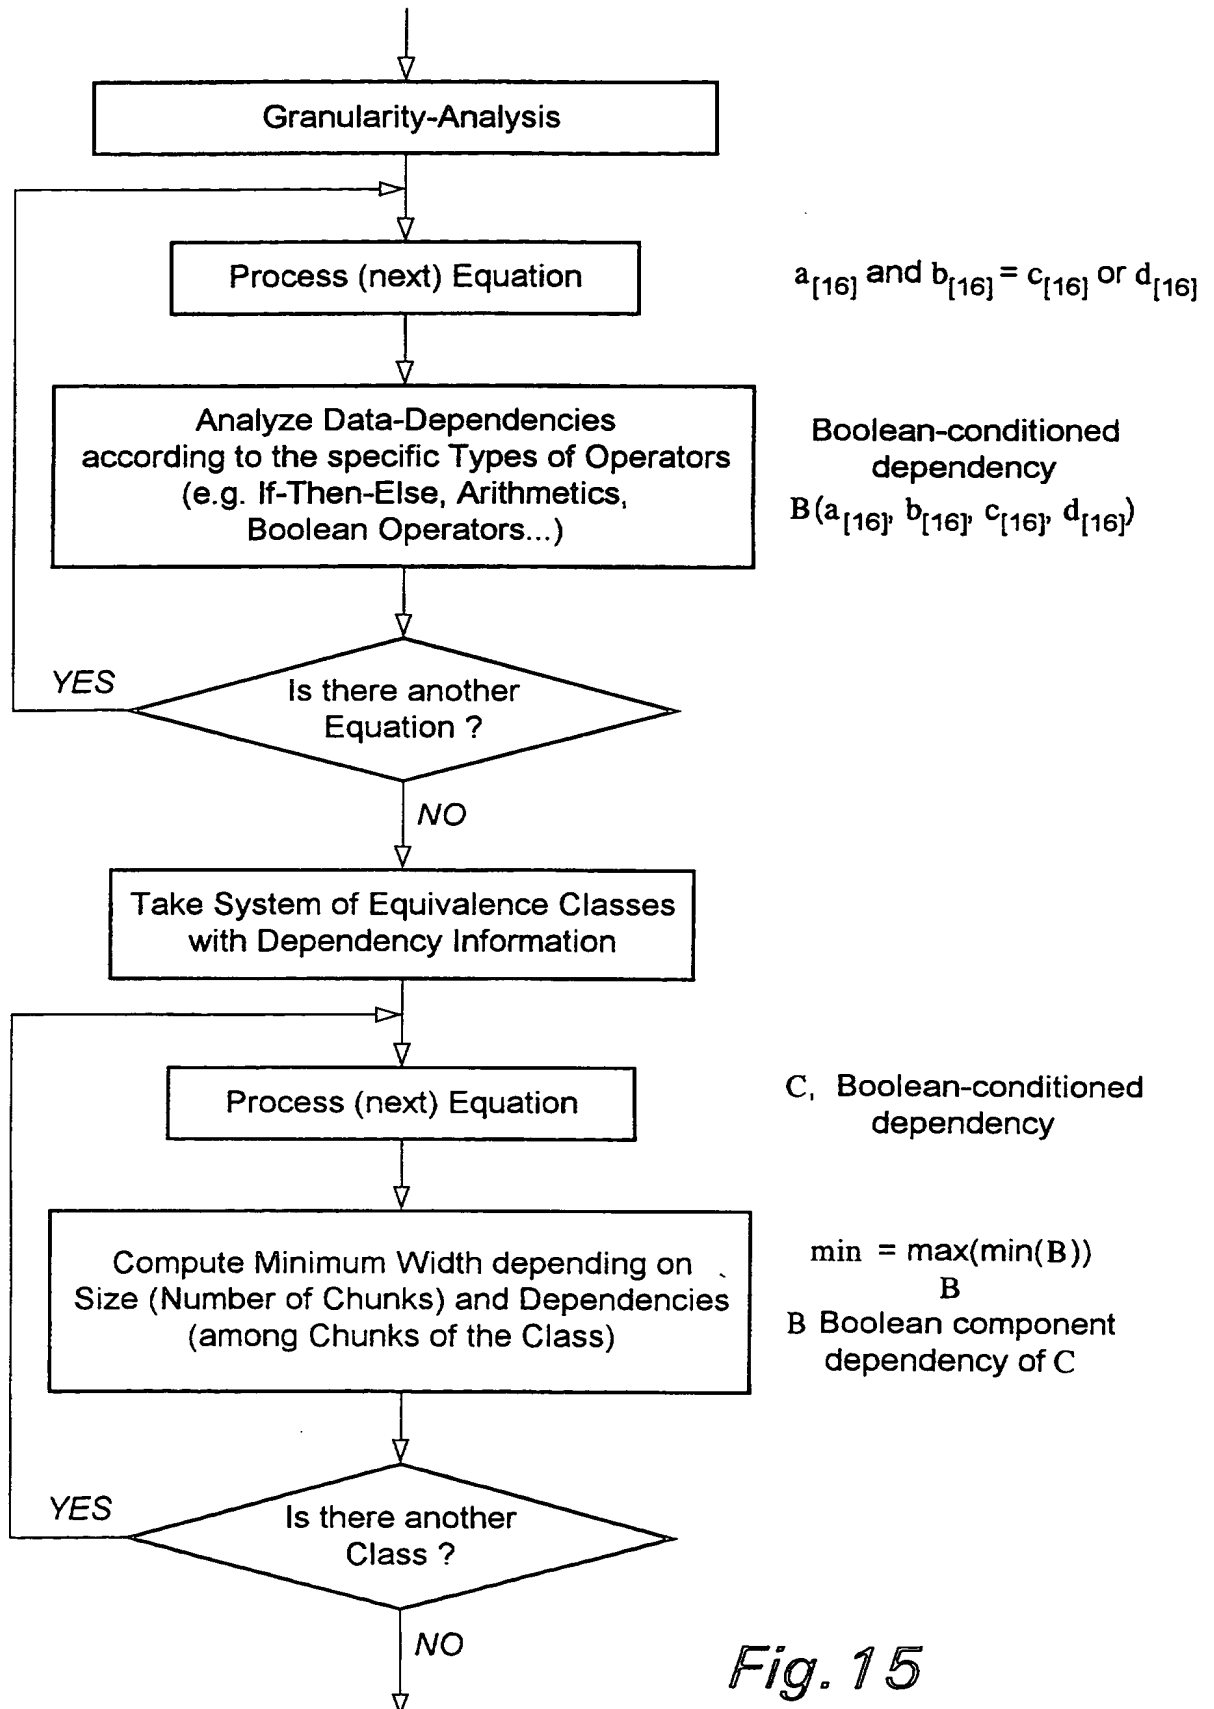 Granularity-Analysis
Process (next) Equation
a[16] and b[16] = c[16] or d[16]
Analyze Data-Dependencies
according to the specific Types of Operators
(e.g. If-Then-Else, Arithmetics,
Boolean Operators...)
Boolean-conditioned
dependency
B(a[16], b[16], c[16], d[16])
YES
Is there another
Equation ?
NO
Take System of Equivalence Classes
with Dependency Information
Process (next) Equation
C, Boolean-conditioned
dependency
Compute Minimum Width depending on
Size (Number of Chunks) and Dependencies
(among Chunks of the Class)
min = max(min(B))
B
B Boolean component
dependency of C
YES
Is there another
Class ?
NO
Fig. 15